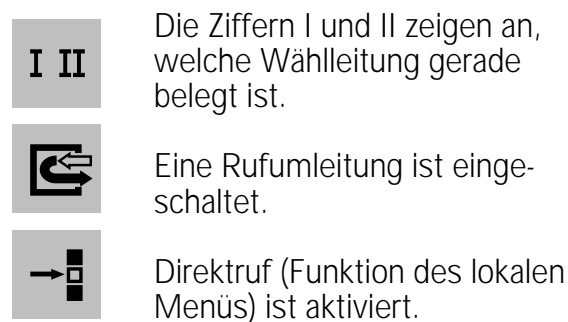 Die Ziffern I und II zeigen an,
I II
welche Wählleitung gerade
belegt ist.
Eine Rufumleitung ist einge-
schaltet.
Direktruf (Funktion des lokalen
Menüs) ist aktiviert.